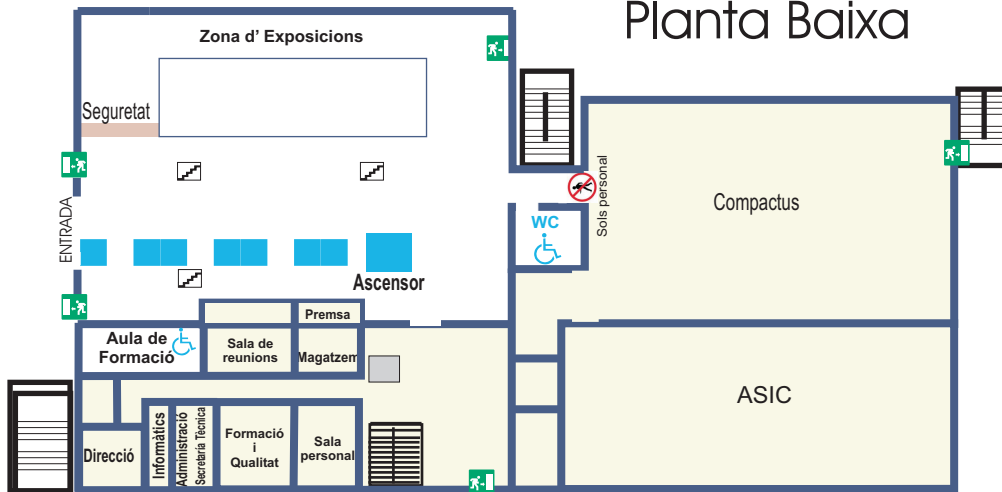 Planta Baixa
Zona d' Exposicions
Seguretat
ENTRADA
Sols personal
WC
Compactus
Ascensor
Premsa
Aula de
Formació
Sala de
reunions
Magatzem
ASIC
Direcció
Informàtics
Administració
Secretaria Tècnica
Formació
i
Qualitat
Sala
personal